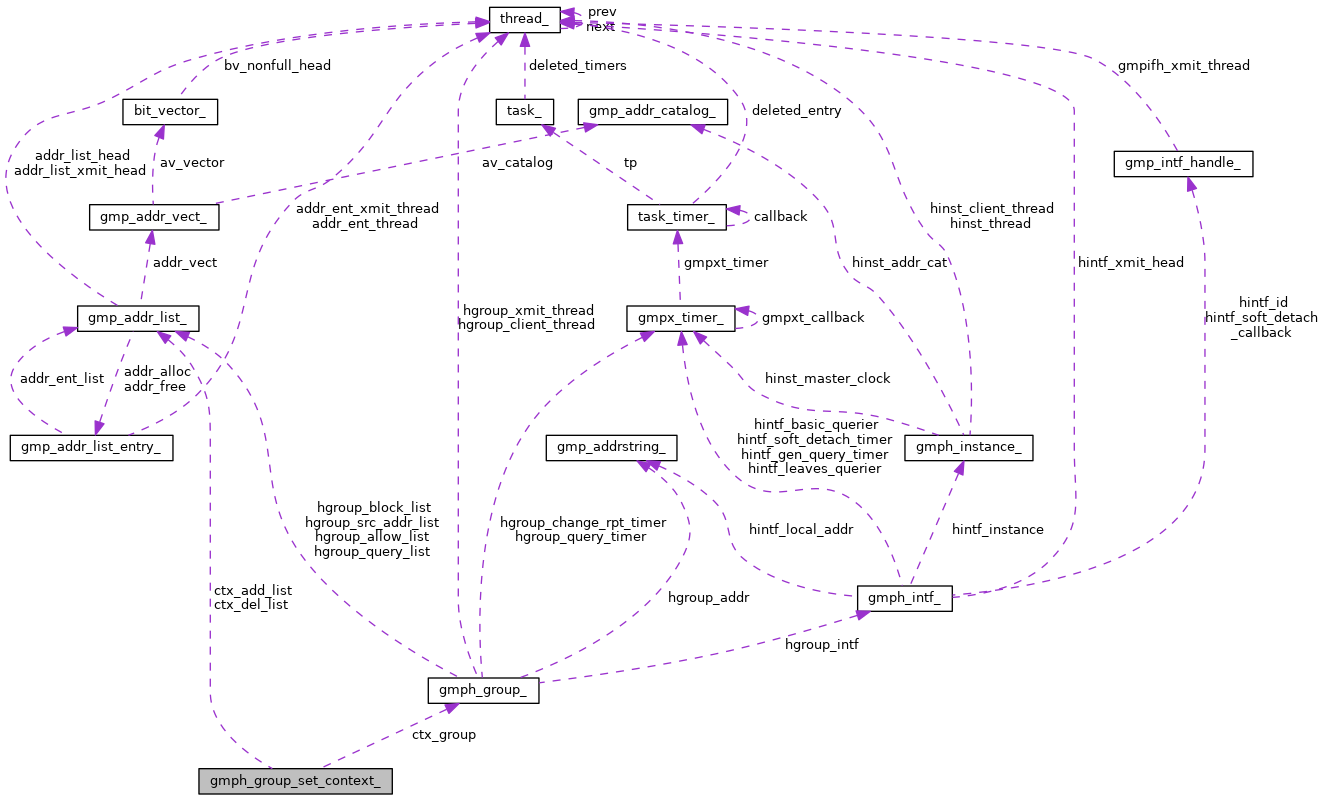 thread_
prev
next
bv_nonfull_head
deleted_timers
gmpifh_xmit_thread
bit_vector_
task_
gmp_addr_catalog_
deleted_entry
addr_list_head
addr_list_xmit_head
av_vector
av_catalog
tp
gmp_intf_handle_
gmp_addr_vect_
addr_ent_xmit_thread
addr_ent_thread
task_timer_
callback
hinst_client_thread
hinst_thread
addr_vect
gmpxt_timer
hinst_addr_cat
hintf_xmit_head
gmp_addr_list_
hgroup_xmit_thread
hgroup_client_thread
gmpx_timer_
gmpxt_callback
hintf_id
hintf_soft_detach
_callback
addr_ent_list
addr_alloc
addr_free
hinst_master_clock
gmp_addr_list_entry_
gmp_addrstring_
hintf_basic_querier
hintf_soft_detach_timer
hintf_gen_query_timer
hintf_leaves_querier
gmph_instance_
hgroup_block_list
hgroup_src_addr_list
hgroup_allow_list
hgroup_query_list
hgroup_change_rpt_timer
hgroup_query_timer
hintf_local_addr
hintf_instance
ctx_add_list
ctx_del_list
hgroup_addr
gmph_intf_
hgroup_intf
gmph_group_
ctx_group
gmph_group_set_context_